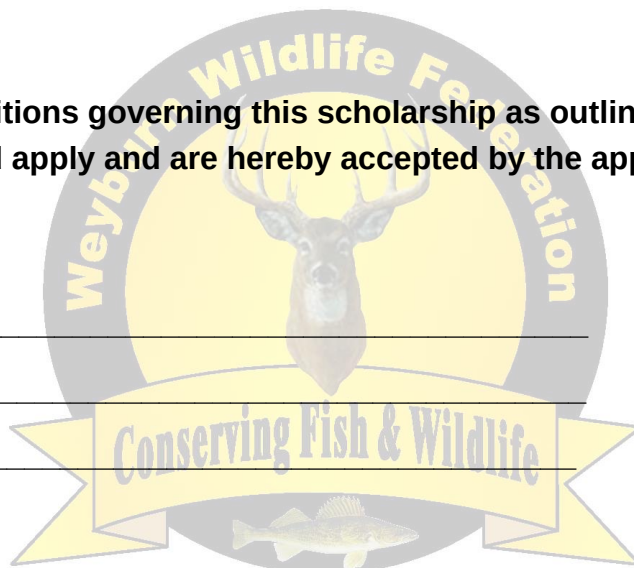 Weyburn Wildlife Federation
itions governing this scholarship as outlin
l apply and are hereby accepted by the app
Conserving Fish & Wildlife